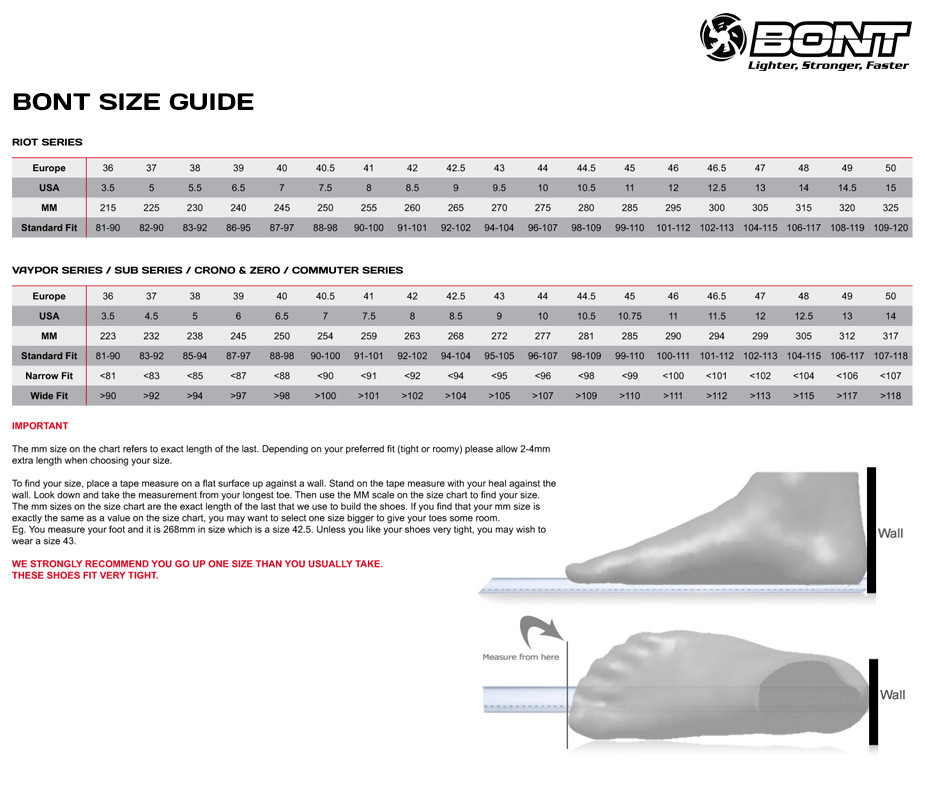 BONT
Lighter, Stronger, Faster
BONT SIZE GUIDE
RIOT SERIES
Europe 36 37 38 39 40 40.5 41 42 42.5 43 44 44.5 45 46 46.5 47 48 49 50
USA 3.5 5 5.5 6.5 7 7.5 8 8.5 9 9.5 10 10.5 11 12 12.5 13 14 14.5 15
MM 215 225 230 240 245 250 255 260 265 270 275 280 285 295 300 305 315 320 325
Standard Fit 81-90 82-90 83-92 86-95 87-97 88-98 90-100 91-101 92-102 94-104 96-107 98-109 99-110 101-112 102-113 104-115 106-117 108-119 109-120
VAYPOR SERIES / SUB SERIES / CRONO & ZERO / COMMUTER SERIES
Europe 36 37 38 39 40 40.5 41 42 42.5 43 44 44.5 45 46 46.5 47 48 49 50
USA 3.5 4.5 5 6 6.5 7 7.5 8 8.5 9 10 10.5 10.75 11 11.5 12 12.5 13 14
MM 223 232 238 245 250 254 259 263 268 272 277 281 285 290 294 299 305 312 317
Standard Fit 81-90 83-92 85-94 87-97 88-98 90-100 91-101 92-102 94-104 95-105 96-107 98-109 99-110 100-111 101-112 102-113 104-115 106-117 107-118
Narrow Fit <81 <83 <85 <87 <88 <90 <91 <92 <94 <95 <96 <98 <99 <100 <101 <102 <104 <106 <107
Wide Fit >90 >92 >94 >97 >98 >100 >101 >102 >104 >105 >107 >109 >110 >111 >112 >113 >115 >117 >118
IMPORTANT
The mm size on the chart refers to exact length of the last. Depending on your preferred fit (tight or roomy) please allow 2-4mm
extra length when choosing your size.
To find your size, place a tape measure on a flat surface up against a wall. Stand on the tape measure with your heal against the
wall. Look down and take the measurement from your longest toe. Then use the MM scale on the size chart to find your size.
The mm sizes on the size chart are the exact length of the last that we use to build the shoes. If you find that your mm size is
exactly the same as a value on the size chart, you may want to select one size bigger to give your toes some room.
Eg. You measure your foot and it is 268mm in size which is a size 42.5. Unless you like your shoes very tight, you may wish to
wear a size 43.
WE STRONGLY RECOMMEND YOU GO UP ONE SIZE THAN YOU USUALLY TAKE.
THESE SHOES FIT VERY TIGHT.
Wall
Measure from here
Wall